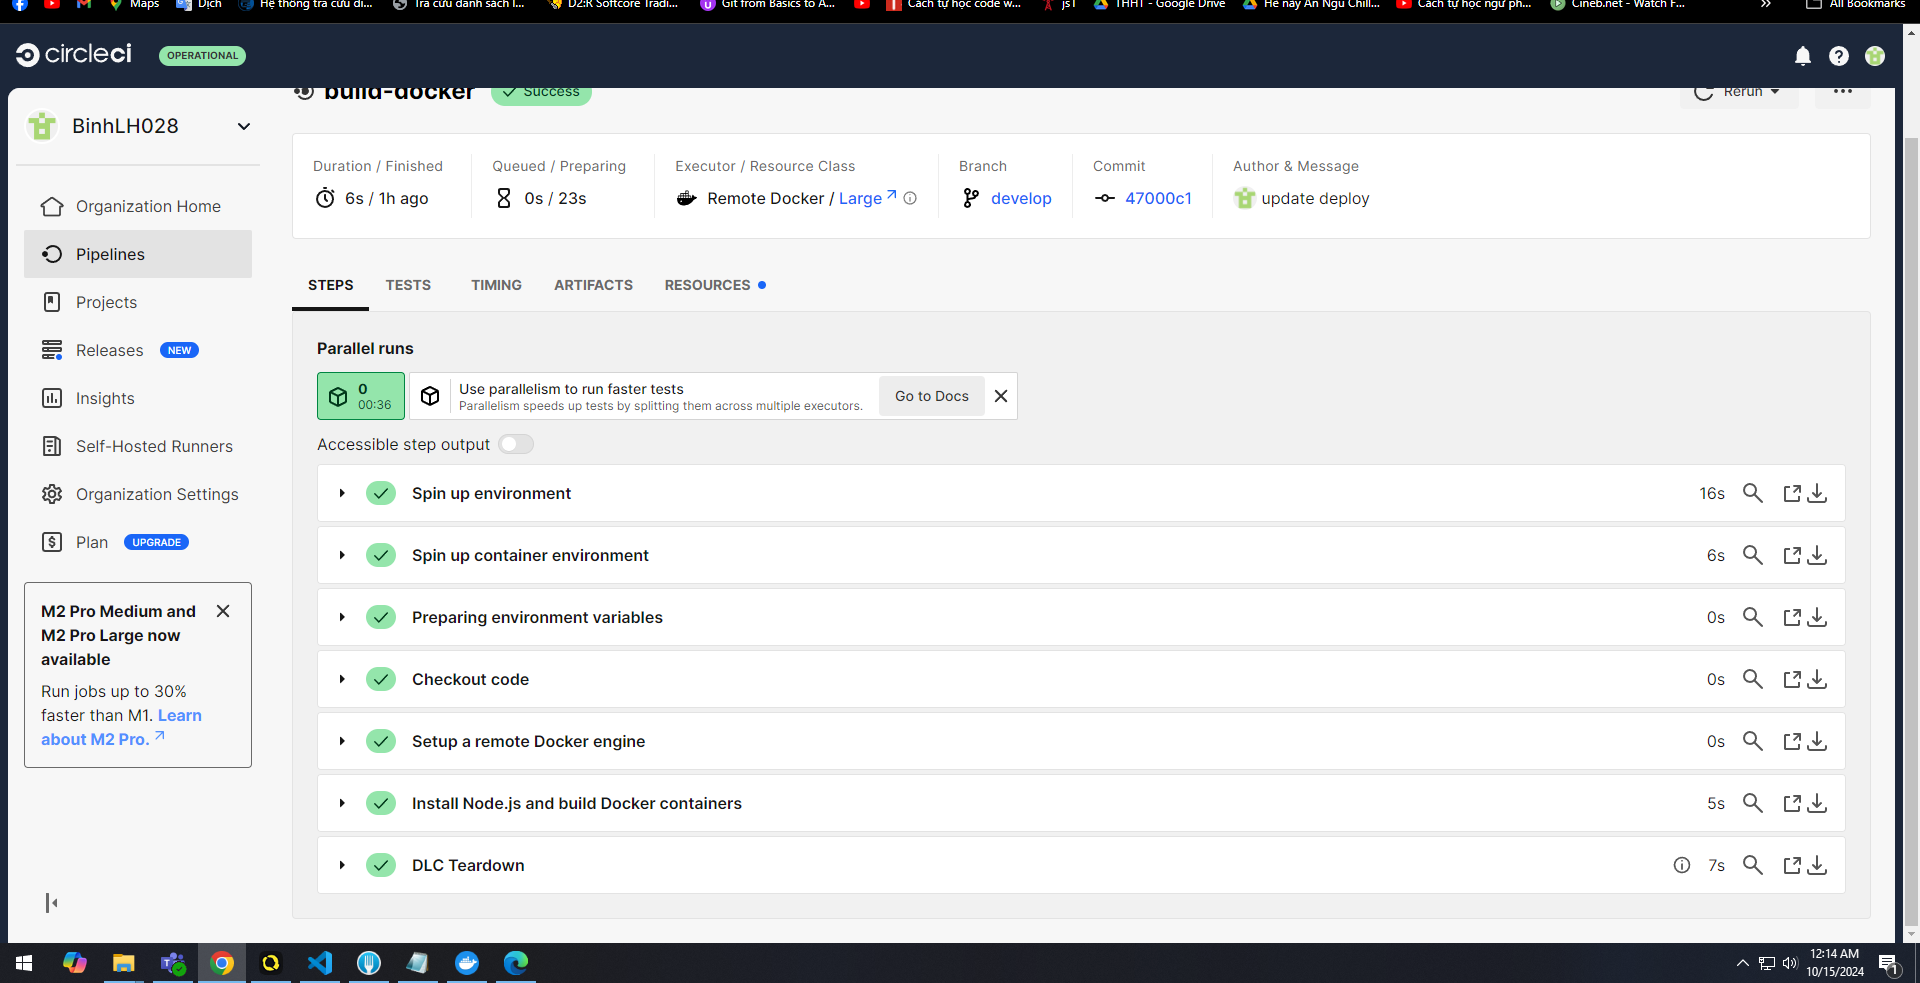 Maps
Dịch
Hệ thống tra cứu di...
Tra cứu danh sách l...
D2:R Softcore Tradi...
Git from Basics to A...
Cách tự học code w...
js1
THHT - Google Drive
Hè này Ăn Ngủ Chill...
Cách tự học ngữ ph...
Cineb.net - Watch F...
»
All Bookmarks
circleci
OPERATIONAL
BinhLH028
Organization Home
Pipelines
Projects
Releases NEW
Insights
Self-Hosted Runners
Organization Settings
Plan UPGRADE
M2 Pro Medium and
M2 Pro Large now
available
Run jobs up to 30%
faster than M1. Learn
about M2 Pro.
build-docker
Success
Rerun
Duration / Finished
6s / 1h ago
Queued / Preparing
0s / 23s
Executor / Resource Class
Remote Docker / Large
Branch
develop
Commit
47000c1
Author & Message
update deploy
STEPS
TESTS
TIMING
ARTIFACTS
RESOURCES
Parallel runs
0
00:36
Use parallelism to run faster tests
Parallelism speeds up tests by splitting them across multiple executors.
Go to Docs
Accessible step output
Spin up environment 16s
Spin up container environment 6s
Preparing environment variables 0s
Checkout code 0s
Setup a remote Docker engine 0s
Install Node.js and build Docker containers 5s
DLC Teardown 7s
12:14 AM
10/15/2024
1